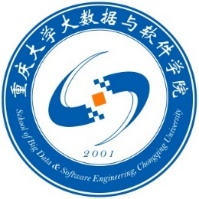 重庆大学大数据与软件学院
2001
School of Big Data & Software Engineering, Chongqing University